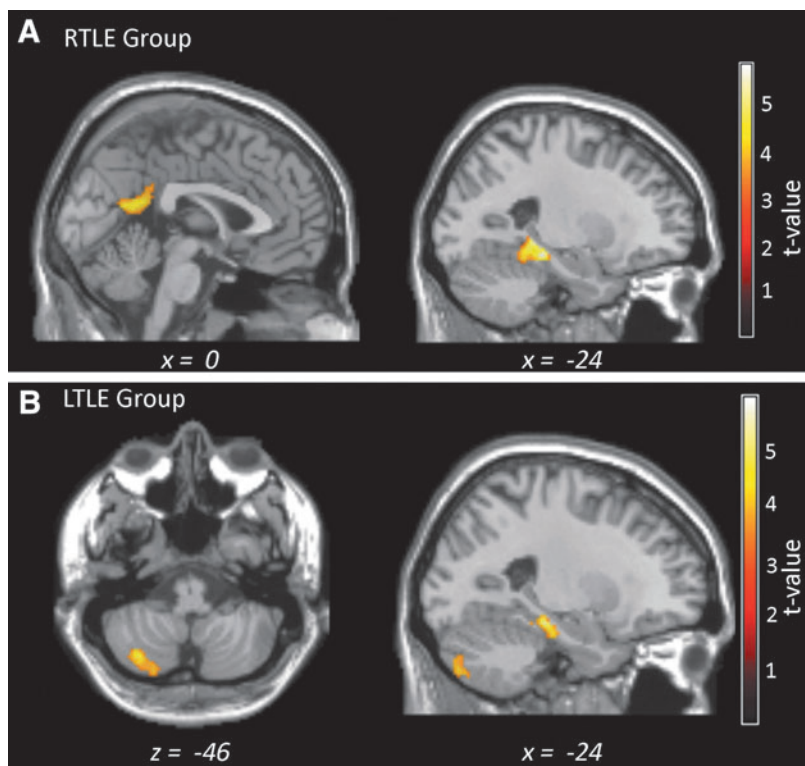 A RTLE Group
5
4
3
2
1
t-value
x = 0
x = -24
B LTLE Group
5
4
3
2
1
t-value
z = -46
x = -24